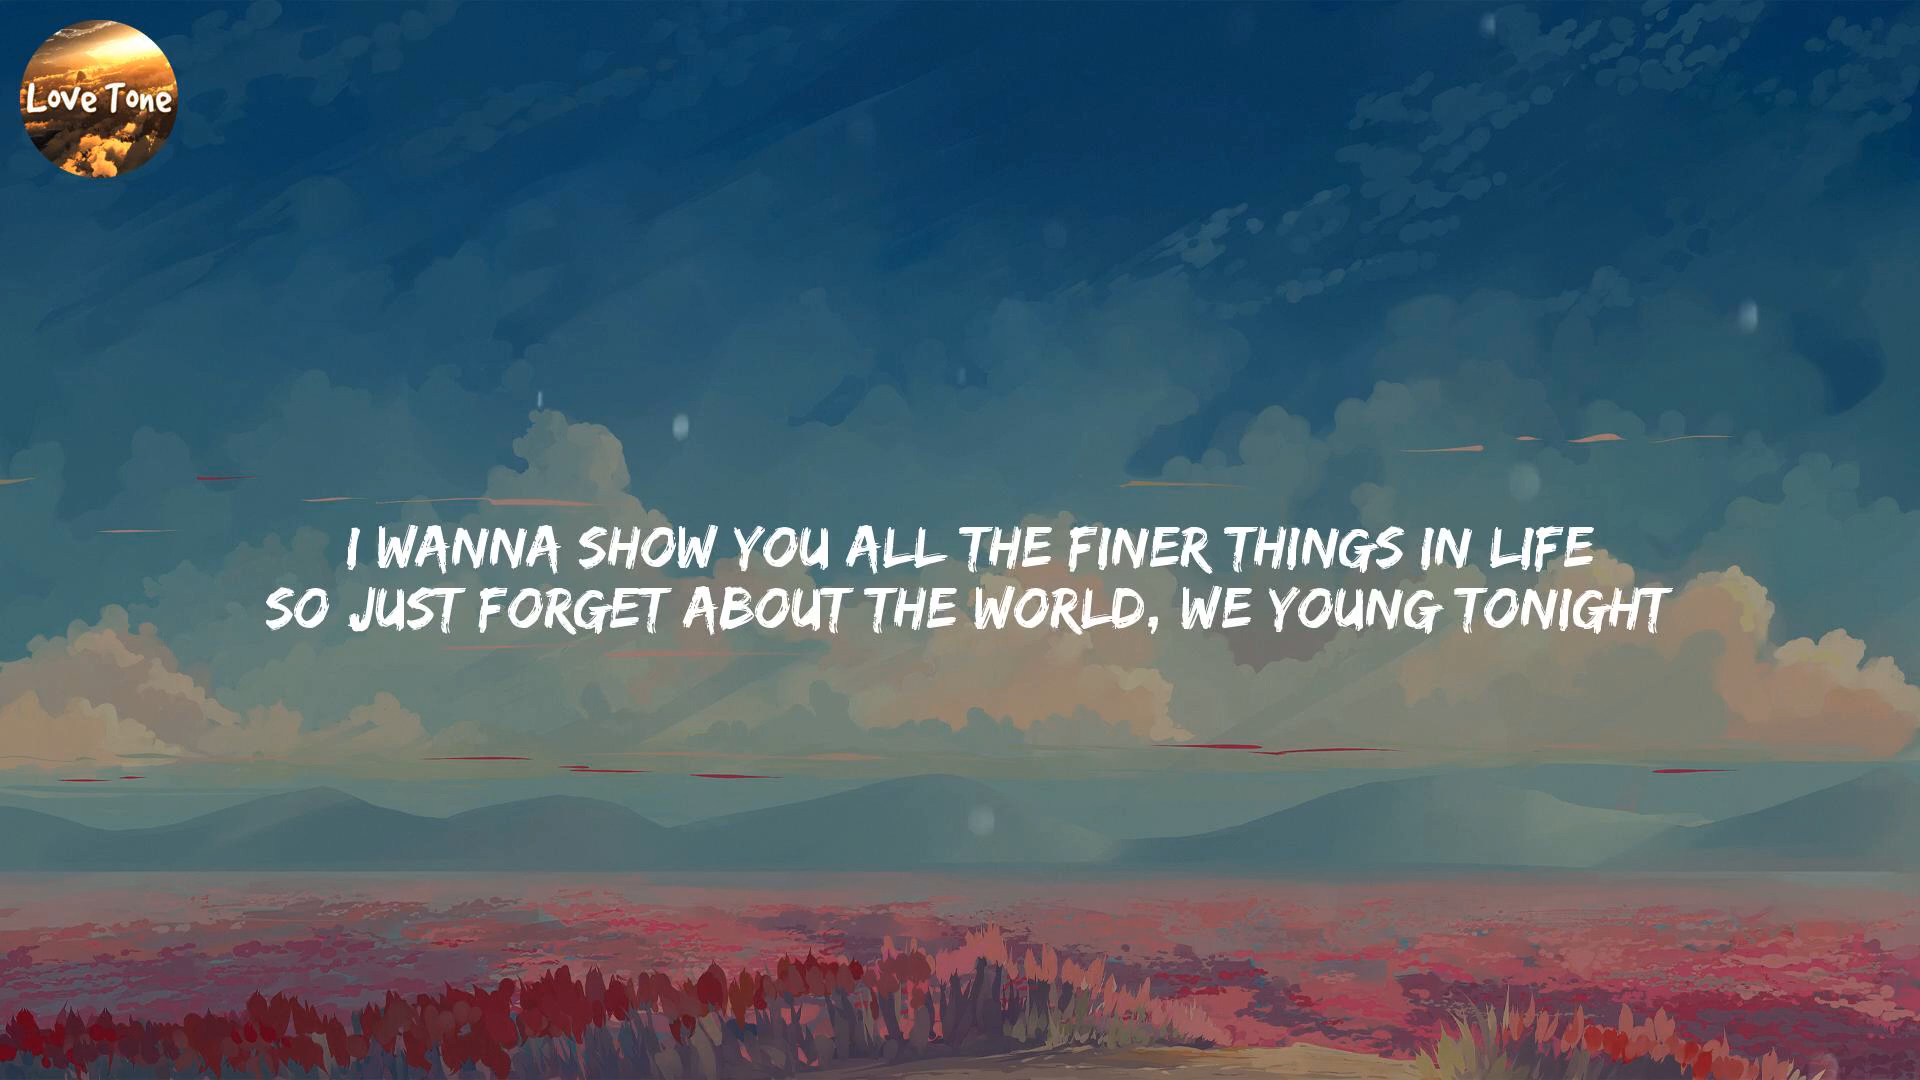 Love Tone
I WANNA SHOW YOU ALL THE FINER THINGS IN LIFE
SO JUST FORGET ABOUT THE WORLD, WE YOUNG TONIGHT